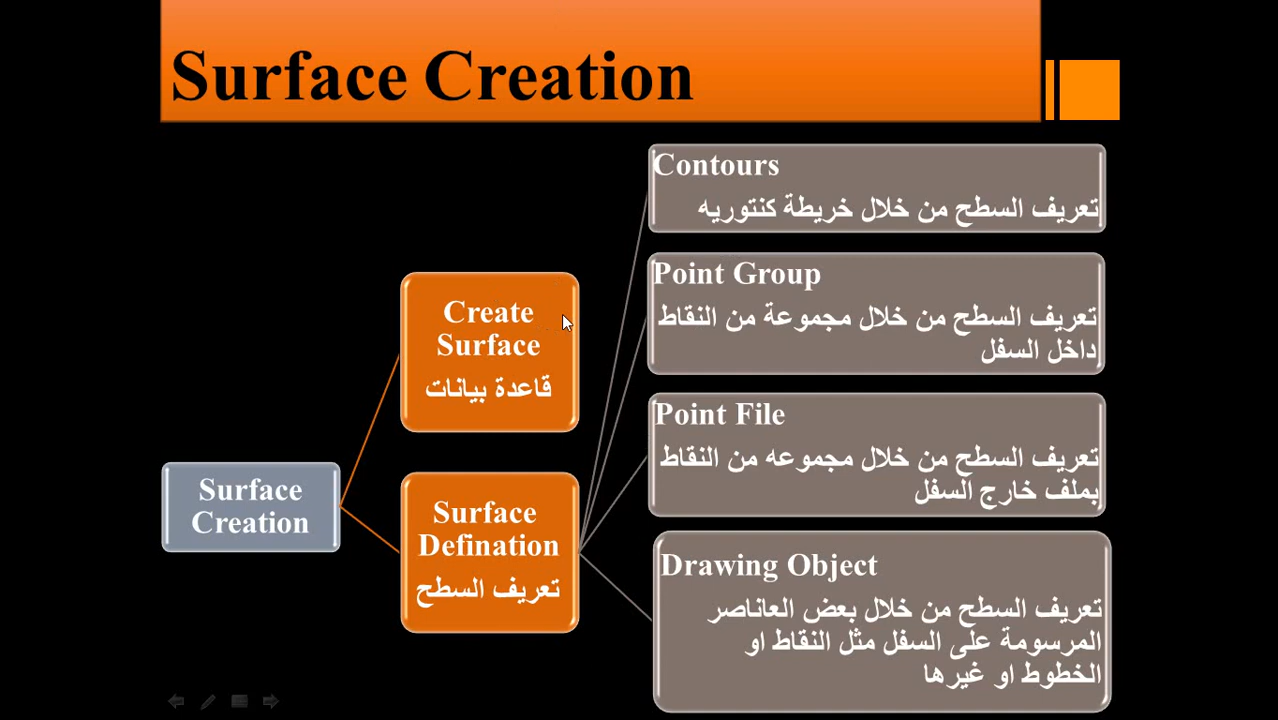 Surface Creation
Contours
تعريف السطح من خلال خريطة كنتوريه
Point Group
تعريف السطح من خلال مجموعة من النقاط
داخل السفل
Create
Surface
قاعدة بيانات
Point File
تعريف السطح من خلال مجموعه من النقاط
بملف خارج السفل
Surface
Creation
Surface
Defination
تعريف السطح
Drawing Object
تعريف السطح من خلال بعض العاناصر
المرسومة على السفل مثل النقاط او
الخطوط او غيرها